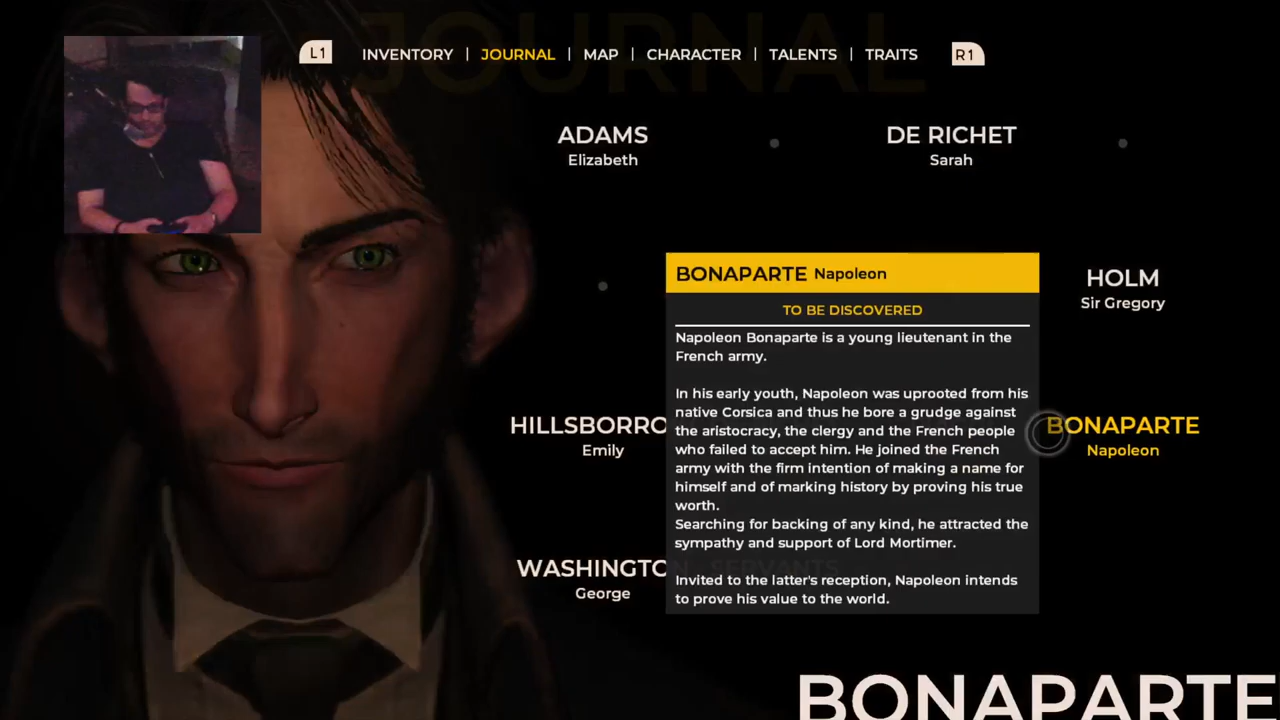 JOURNAL
L1 INVENTORY | JOURNAL | MAP | CHARACTER | TALENTS | TRAITS R1
ADAMS
Elizabeth
DE RICHET
Sarah
BONAPARTE Napoleon
TO BE DISCOVERED
Napoleon Bonaparte is a young lieutenant in the
French army.
In his early youth, Napoleon was uprooted from his
native Corsica and thus he bore a grudge against
the aristocracy, the clergy and the French people
who failed to accept him. He joined the French
army with the firm intention of making a name for
himself and of marking history by proving his true
worth.
Searching for backing of any kind, he attracted the
sympathy and support of Lord Mortimer.
Invited to the latter's reception, Napoleon intends
to prove his value to the world.
HOLM
Sir Gregory
HILLSBORRO
Emily
BONAPARTE
Napoleon
WASHINGTO
George
SERVANTS
BONAPARTE